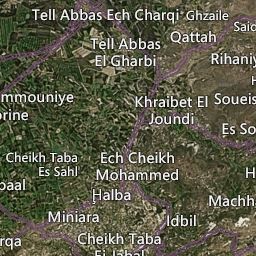 Tell Abbas Ech Charqi
Ghzaile
Tell Abbas
El Gharbi
Qattah
Rihaniy
mmouniye
Khraibet El
Joundi
Soueis
rine
Es So
Cheikh Taba
Es Sahl
Ech Cheikh
Mohammed
baal
Halba
Machha
Miniara
Idbil
rqa
Cheikh Taba